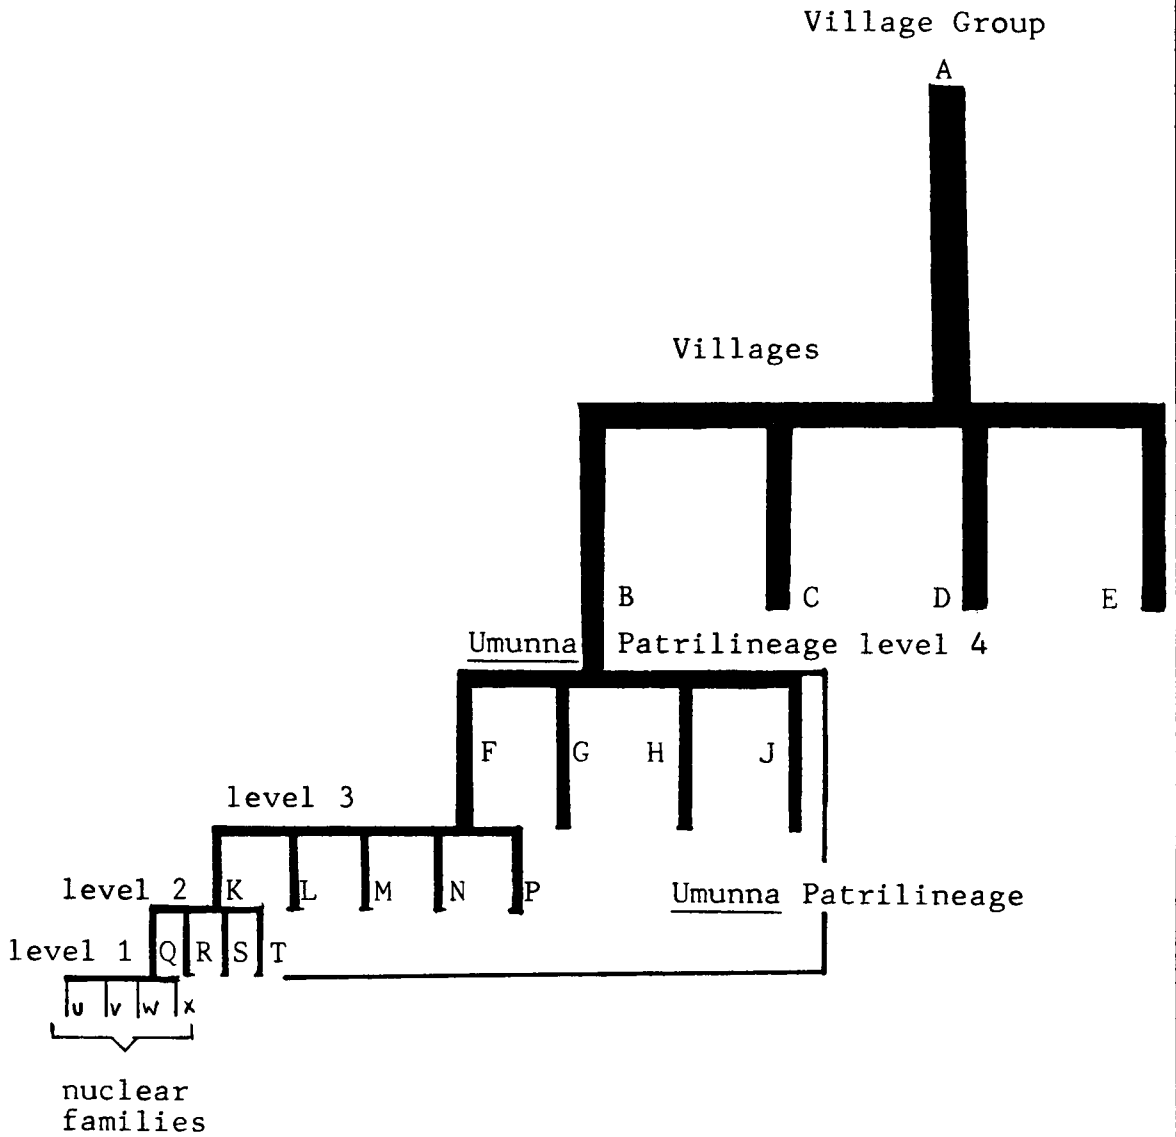 Village Group
A
Villages
B C D E
Umunna Patrilineage level 4
F G H J
level 3
level 2 K L M N P
Umunna Patrilineage
level 1 Q R S T
u v w x
nuclear
families